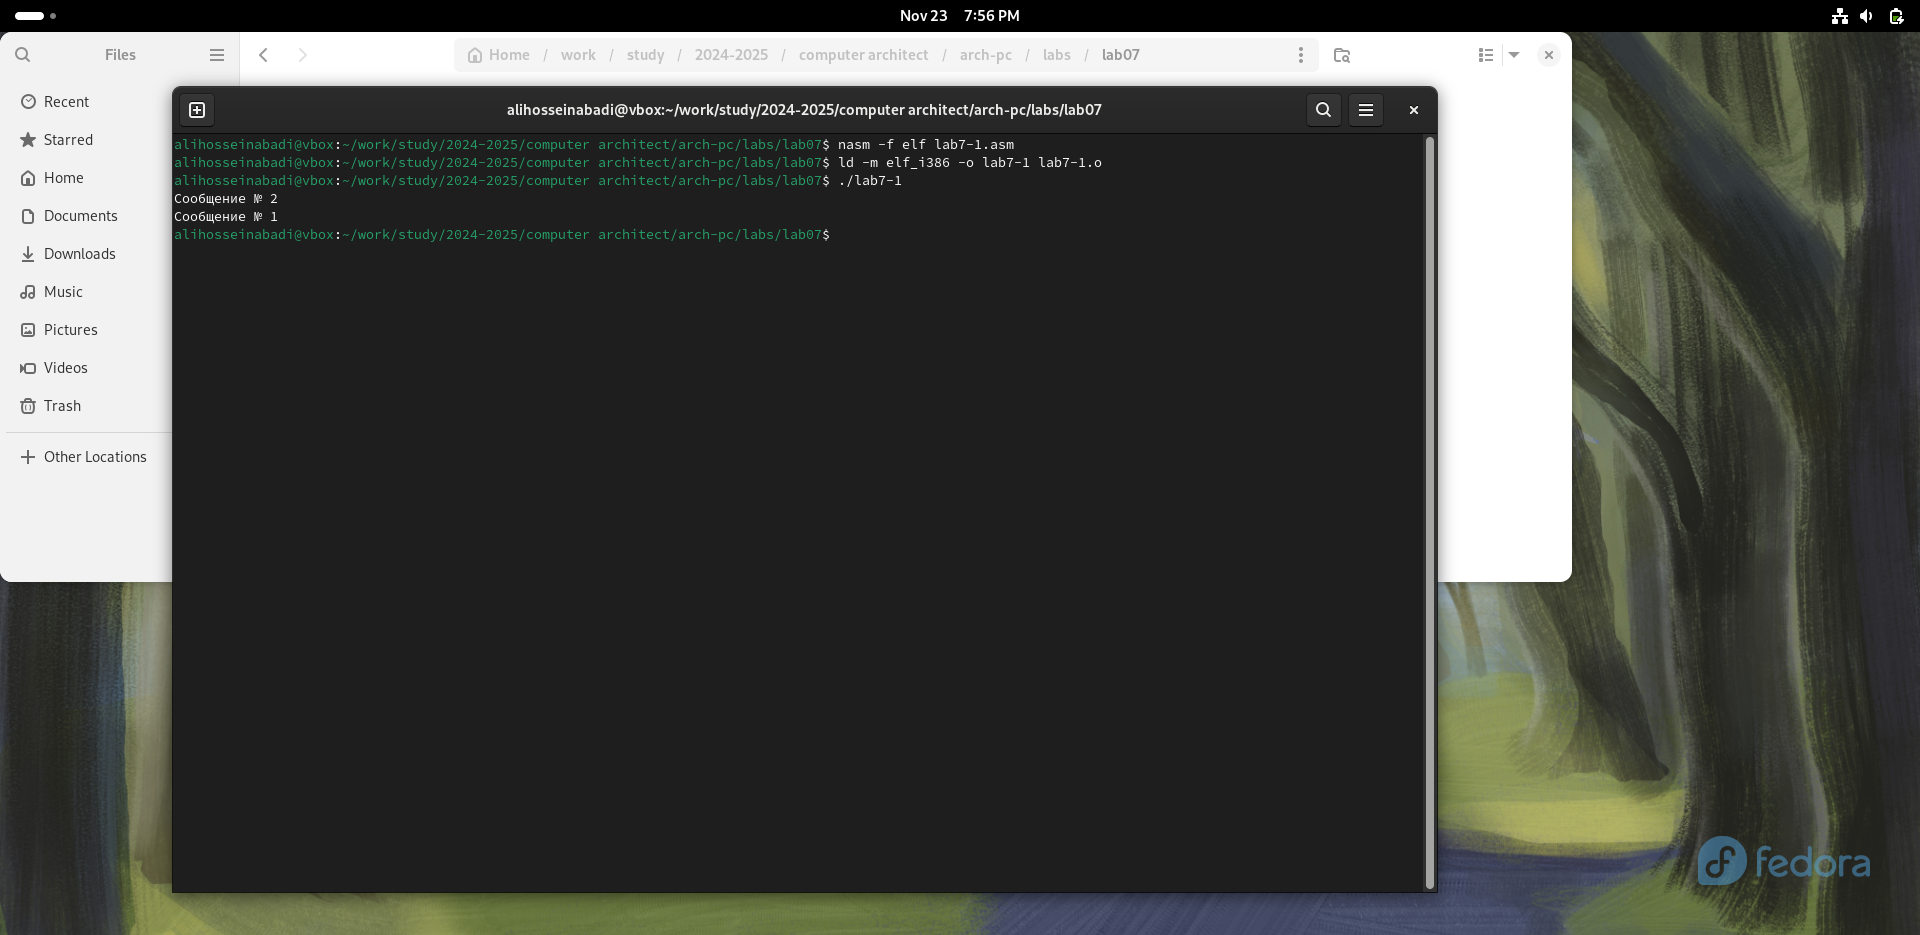 Nov 23 7:56 PM
Files
Home / work / study / 2024-2025 / computer architect / arch-pc / labs / lab07
Recent
Starred
Home
Documents
Downloads
Music
Pictures
Videos
Trash
Other Locations
alihosseinabadi@vbox:~/work/study/2024-2025/computer architect/arch-pc/labs/lab07
alihosseinabadi@vbox:~/work/study/2024-2025/computer architect/arch-pc/labs/lab07$ nasm -f elf lab7-1.asm
alihosseinabadi@vbox:~/work/study/2024-2025/computer architect/arch-pc/labs/lab07$ ld -m elf_i386 -o lab7-1 lab7-1.o
alihosseinabadi@vbox:~/work/study/2024-2025/computer architect/arch-pc/labs/lab07$ ./lab7-1
Сообщение № 2
Сообщение № 1
alihosseinabadi@vbox:~/work/study/2024-2025/computer architect/arch-pc/labs/lab07$
fedora